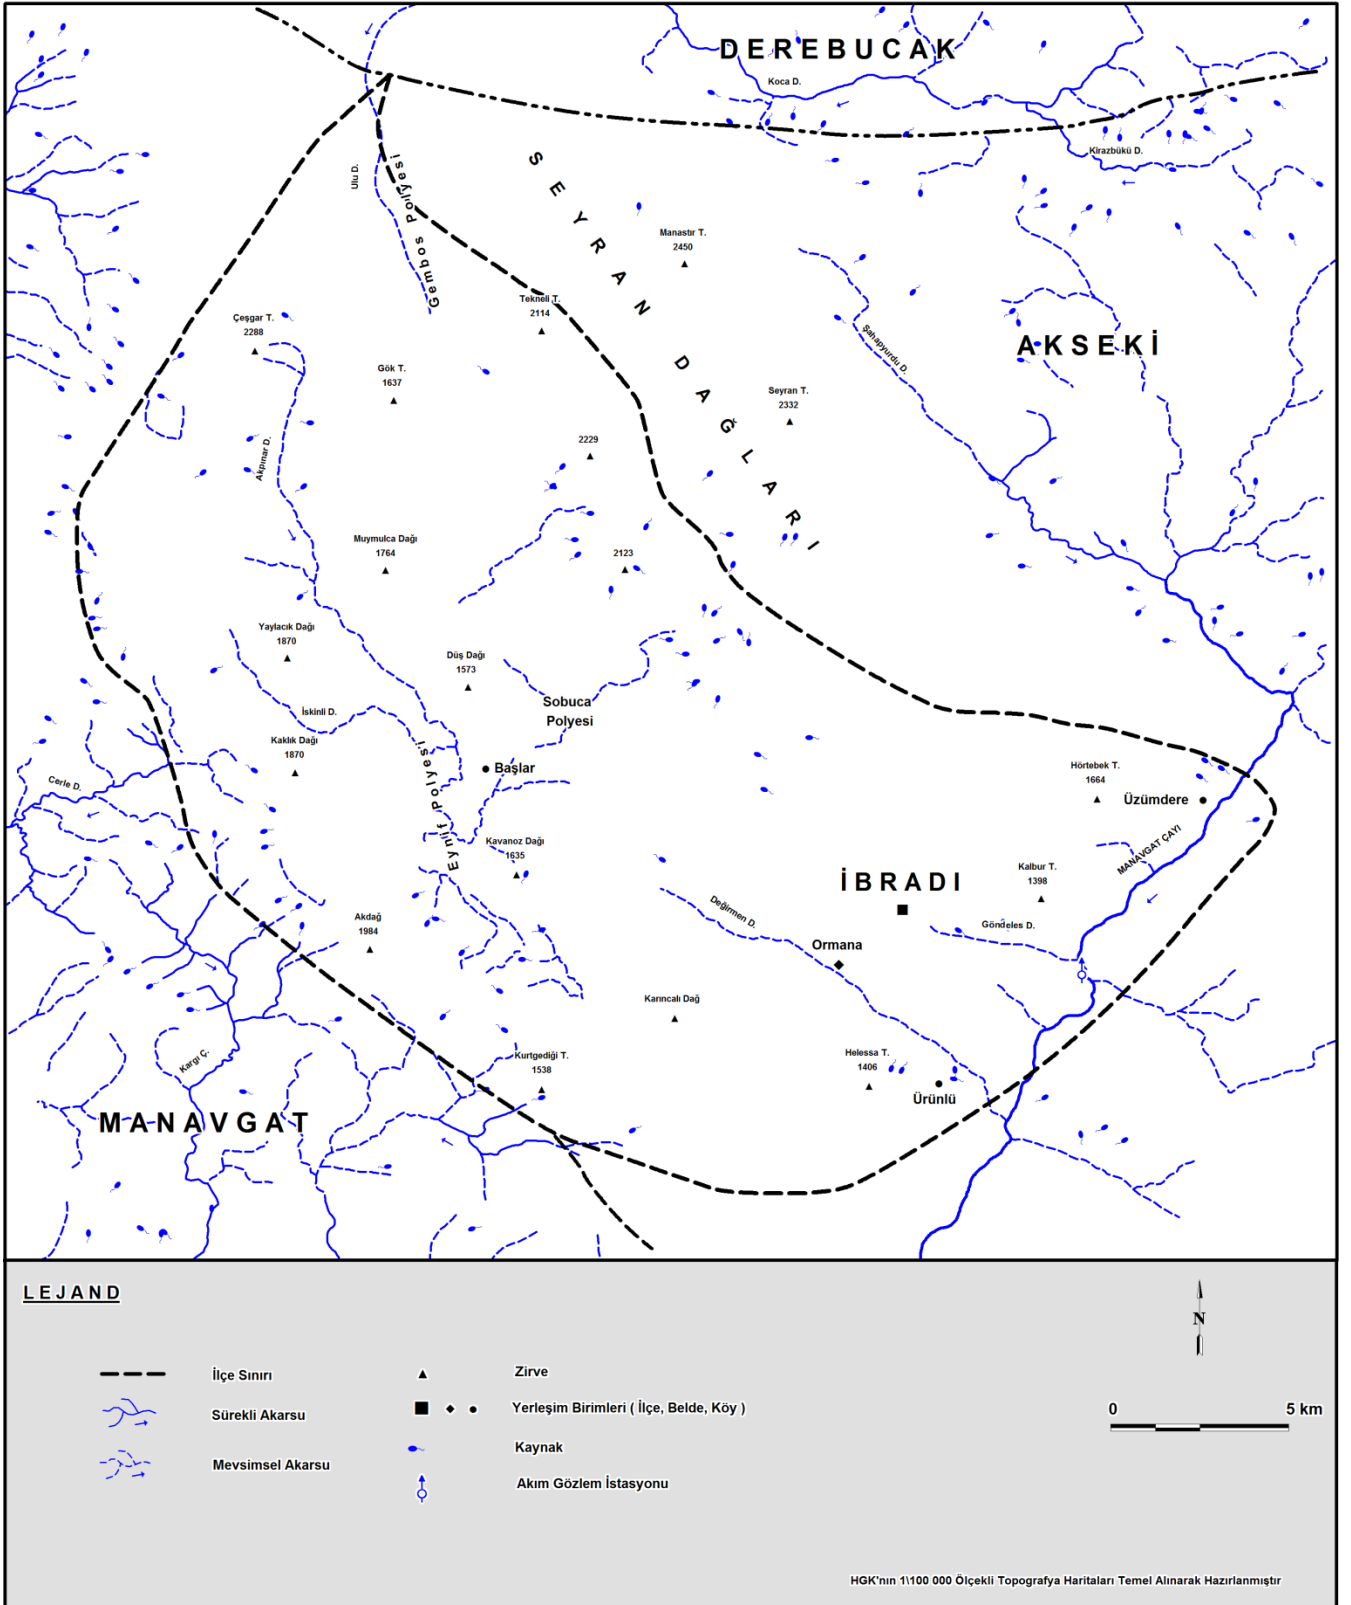 DEREBUCAK
Koca D.
Kirazbükü D.
Ulu D.
Gembos Polyesi
SEYRAN DAĞLARI
Manastır T.
2450
Tekneli T.
2114
Çeşgar T.
2288
Şahapyurdu D.
AKSEKİ
Gök T.
1637
Seyran T.
2332
Akpınar D.
2229
Muymulca Dağı
1764
2123
Yaylacık Dağı
1870
Düş Dağı
1573
Sobuca
Polyesi
İskinli D.
Kaklık Dağı
1870
Eynif Polyesi
Başlar
Hörtebek T.
1664
Üzümdere
Cerle D.
Kavanoz Dağı
1635
MANAVGAT ÇAYI
Kalbur T.
1398
İBRADI
Değirmen D.
Göndeles D.
Akdağ
1984
Ormana
Karıncalı Dağ
Kargı Ç.
Kurtgediği T.
1538
Helessa T.
1406
Ürünlü
MANAVGAT
LEJAND
N
İlçe Sınırı
Zirve
Sürekli Akarsu
Yerleşim Birimleri ( İlçe, Belde, Köy )
0 5 km
Kaynak
Mevsimsel Akarsu
Akım Gözlem İstasyonu
HGK'nın 1\100 000 Ölçekli Topografya Haritaları Temel Alınarak Hazırlanmıştır